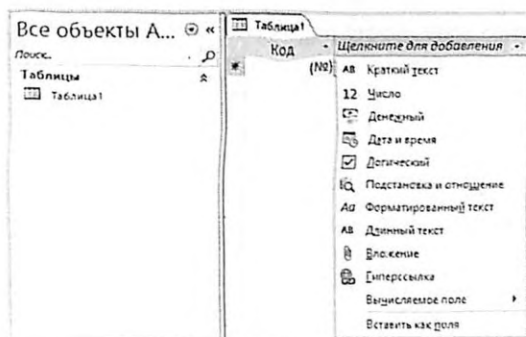 Все объекты A...
Поиск...
Таблицы
Таблица1
Таблица1
Код
Щелкните для добавления
(№)
AB Краткий текст
12 Число
Денежный
Дата и время
Логический
Подстановка и отношение
Aa Форматированный текст
AB Длинный текст
Вложение
Гиперссылка
Вычисляемое поле
Вставить как поля